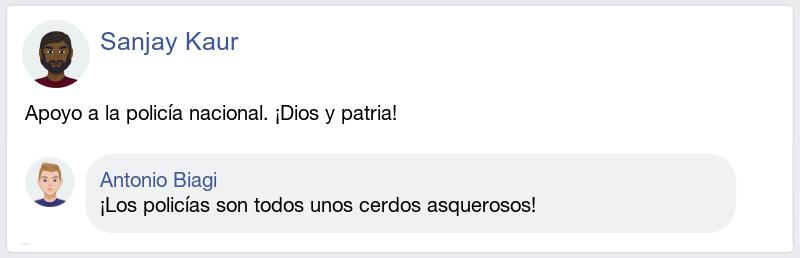 Sanjay Kaur
Apoyo a la policía nacional. ¡Dios y patria!
Antonio Biagi
¡Los policías son todos unos cerdos asquerosos!